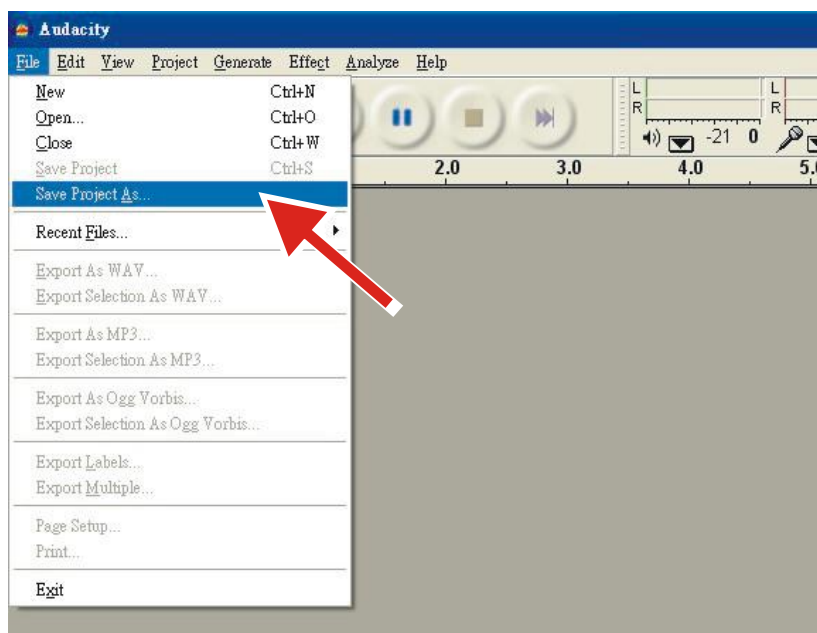 Audacity
File Edit View Project Generate Effect Analyze Help
New Ctrl+N
Open... Ctrl+O
Close Ctrl+W
Save Project Ctrl+S
Save Project As...
Recent Files...
Export As WAV...
Export Selection As WAV...
Export As MP3...
Export Selection As MP3...
Export As Ogg Vorbis...
Export Selection As Ogg Vorbis...
Export Labels...
Export Multiple...
Page Setup...
Print...
Exit
L
R
-21 0
L
R
2.0 3.0 4.0 5.